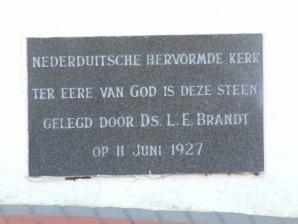 NEDERDUITSCHE HERVORMDE KERK
TER EERE VAN GOD IS DEZE STEEN
GELEGD DOOR DS. L. E. BRANDT
OP 11 JUNI 1927